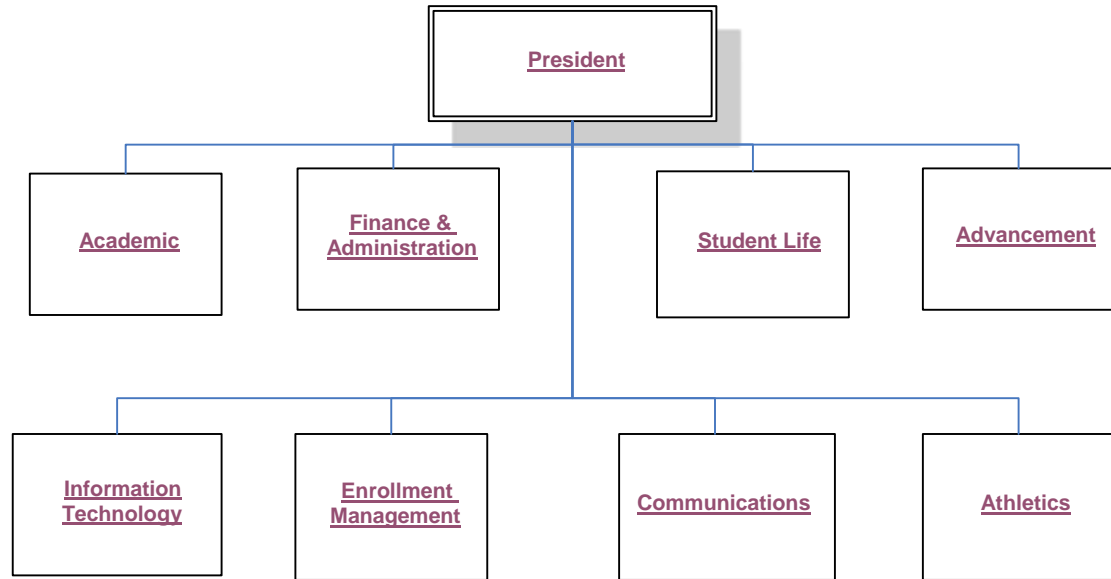 President
Academic
Finance &
Administration
Student Life
Advancement
Information
Technology
Enrollment
Management
Communications
Athletics